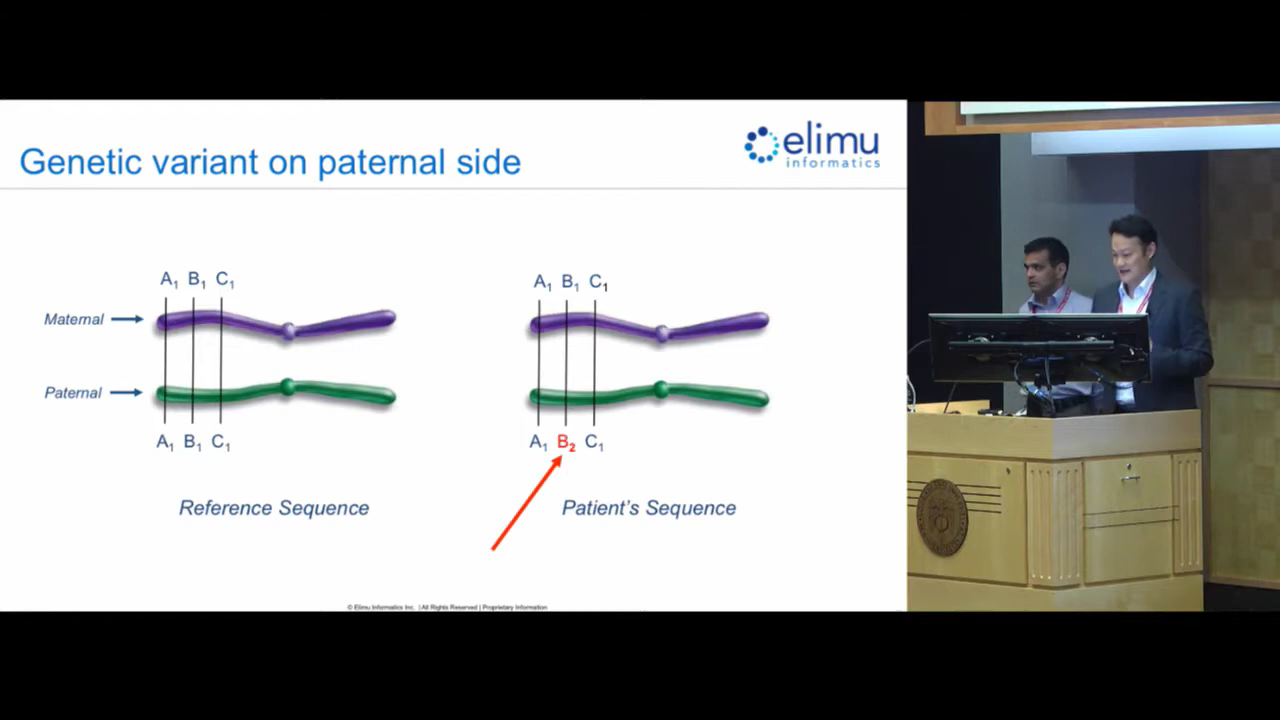 Genetic variant on paternal side
elimu
informatics
A1 B1 C1
A1 B1 C1
Maternal
Paternal
A1 B1 C1
A1 B2 C1
Reference Sequence
Patient's Sequence
© Elimu Informatics Inc. | All Rights Reserved | Proprietary Information